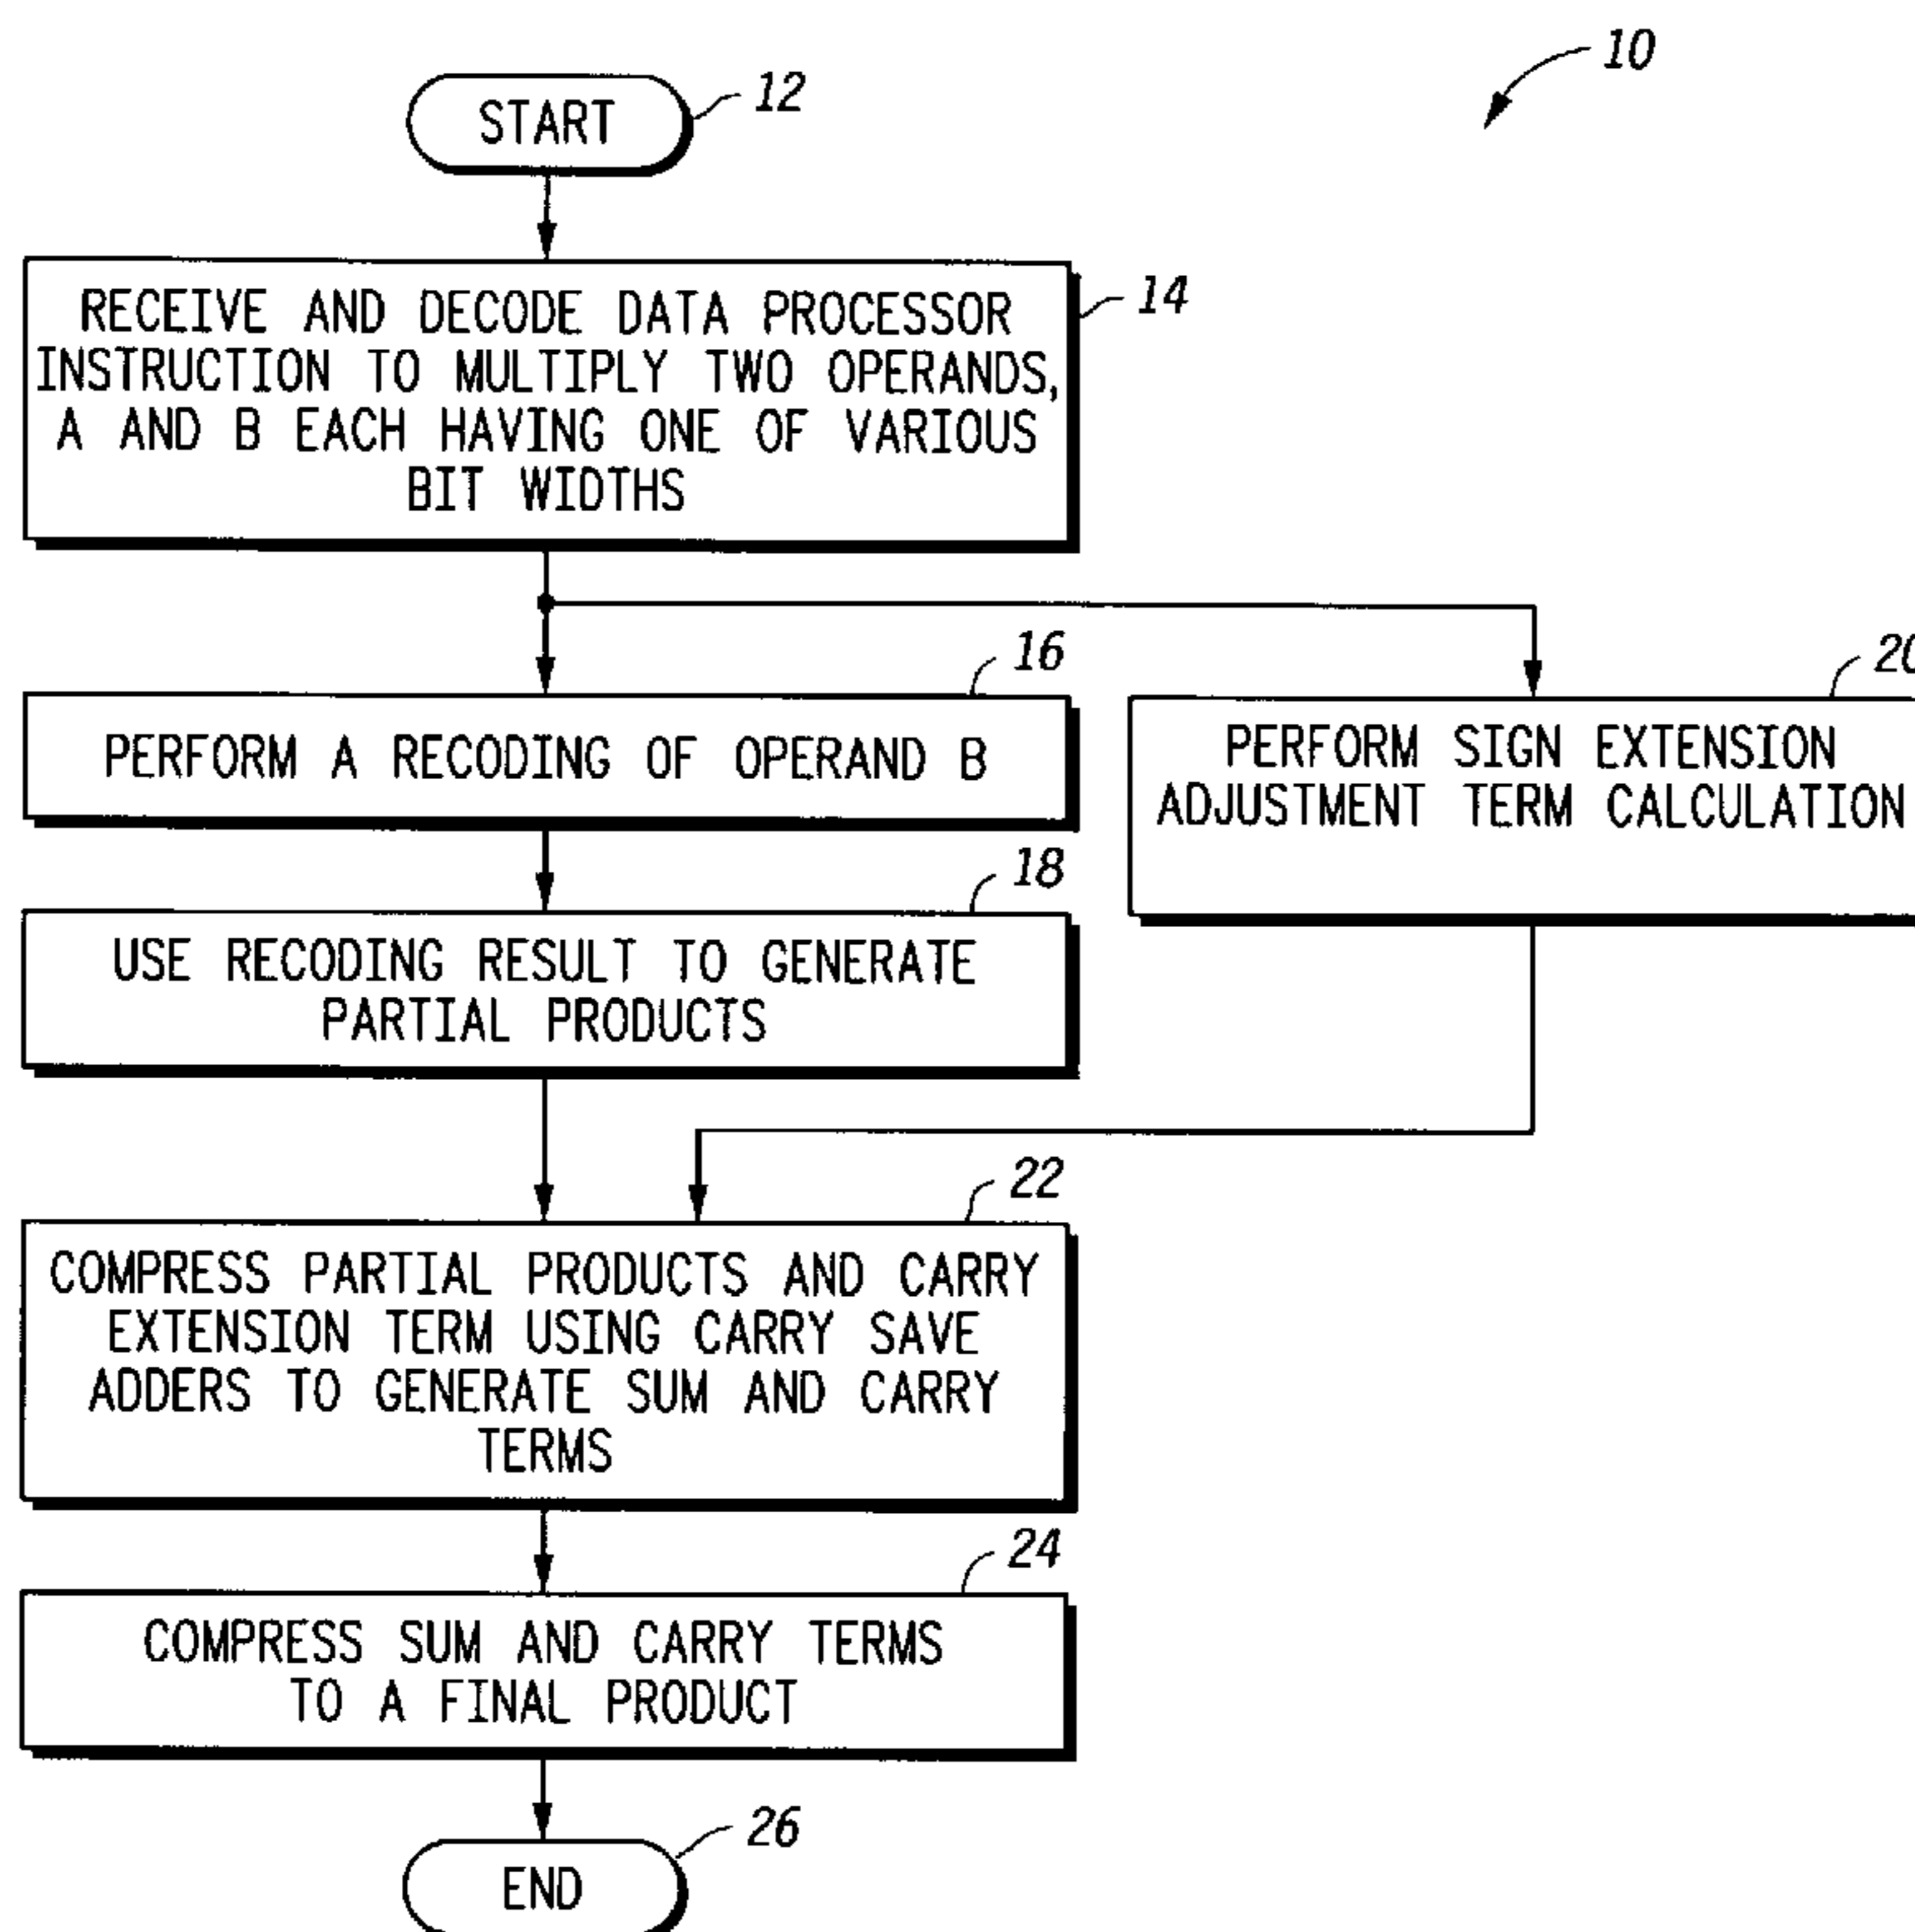 10
START
12
RECEIVE AND DECODE DATA PROCESSOR
INSTRUCTION TO MULTIPLY TWO OPERANDS,
A AND B EACH HAVING ONE OF VARIOUS
BIT WIDTHS
14
16
PERFORM A RECODING OF OPERAND B
20
PERFORM SIGN EXTENSION
ADJUSTMENT TERM CALCULATION
18
USE RECODING RESULT TO GENERATE
PARTIAL PRODUCTS
22
COMPRESS PARTIAL PRODUCTS AND CARRY
EXTENSION TERM USING CARRY SAVE
ADDERS TO GENERATE SUM AND CARRY
TERMS
24
COMPRESS SUM AND CARRY TERMS
TO A FINAL PRODUCT
26
END